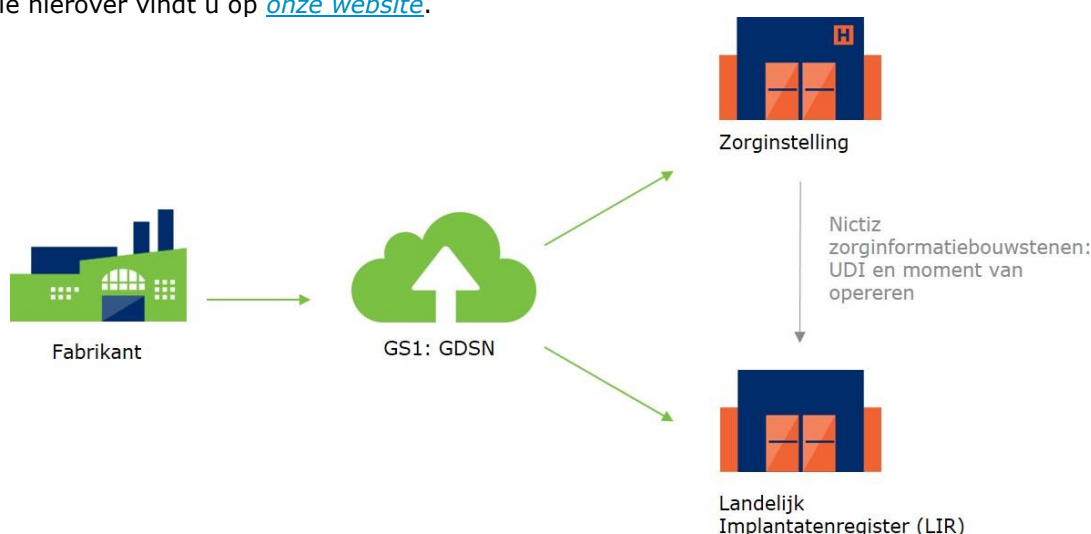 hierover vindt u op onze website.
H
Zorginstelling
Nictiz
zorginformatiebouwstenen:
UDI en moment van
opereren
Fabrikant
GS1: GDSN
Landelijk
Implantatenregister (LIR)